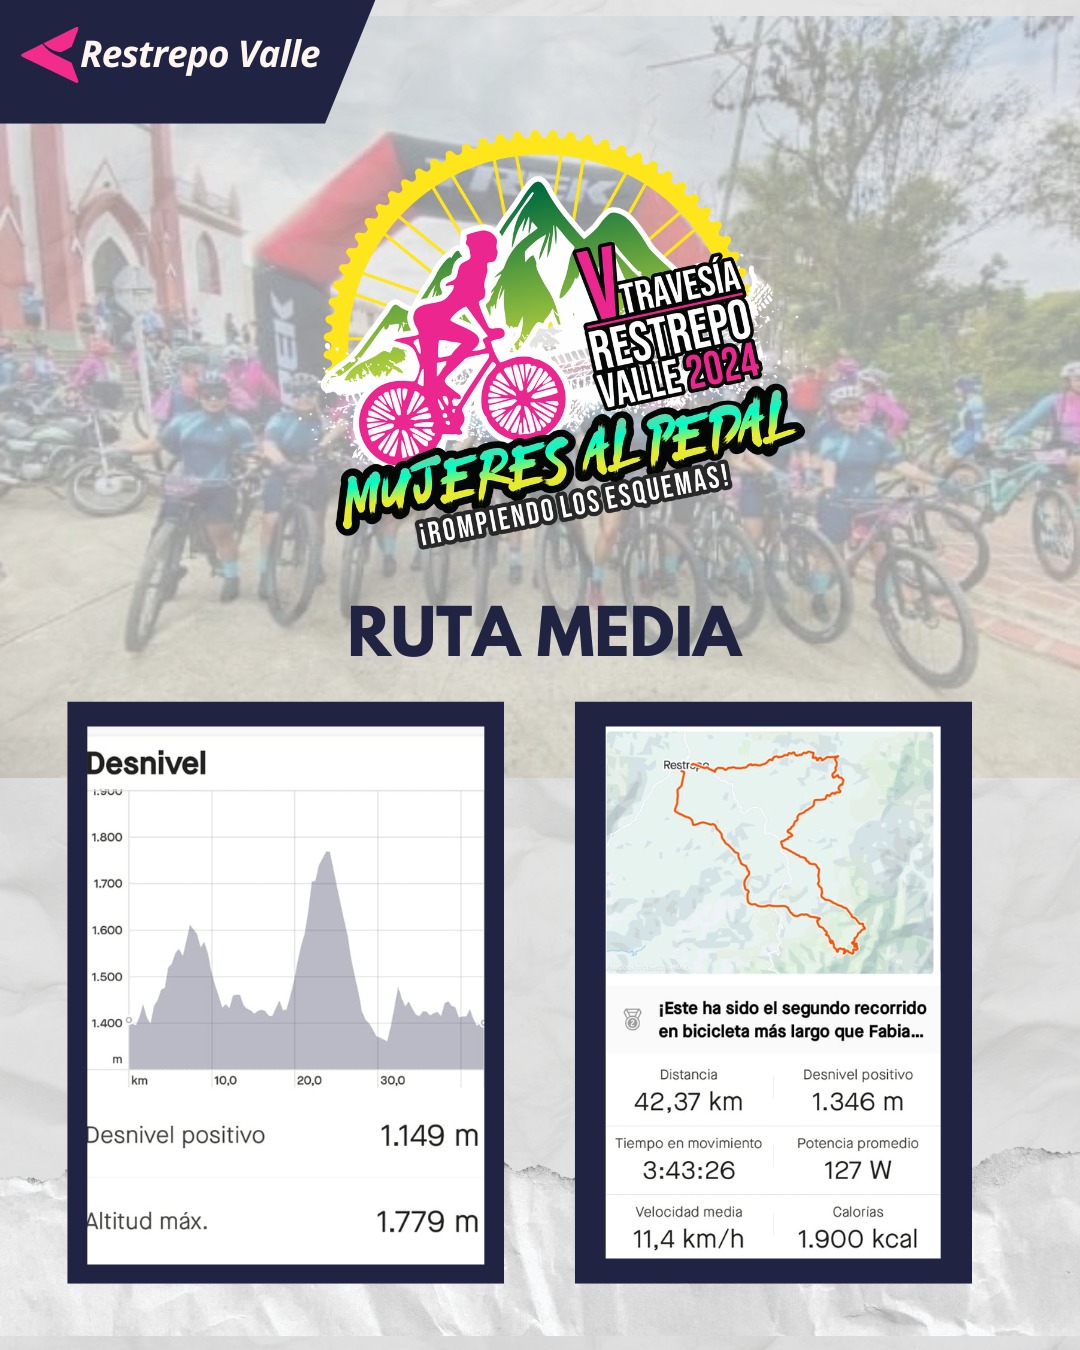 Restrepo Valle
V TRAVESÍA
RESTREPO
VALLE 2024
MUJERES AL PEDAL
¡ROMPIENDO LOS ESQUEMAS!
RUTA MEDIA
Desnivel
1.900
1.800
1.700
1.600
1.500
1.400
m
km 10,0 20,0 30,0
Desnivel positivo 1.149 m
Altitud máx. 1.779 m
Restrepo
¡Este ha sido el segundo recorrido
en bicicleta más largo que Fabia...
Distancia Desnivel positivo
42,37 km 1.346 m
Tiempo en movimiento Potencia promedio
3:43:26 127 W
Velocidad media Calorías
11,4 km/h 1.900 kcal